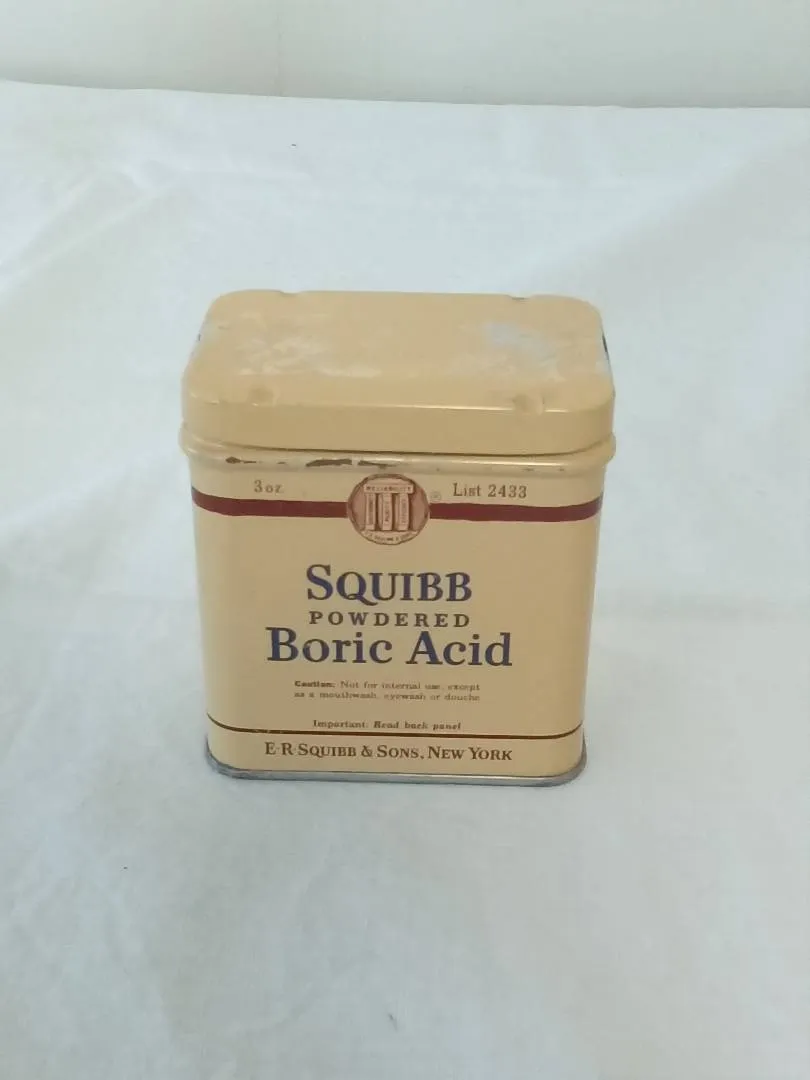 3 oz.
List 2433
RELIABILITY
®
SQUIBB
POWDERED
Boric Acid
Caution: Not for internal use, except
as a mouthwash, eyewash or douche
Important: Read back panel
E·R·SQUIBB & SONS, NEW YORK